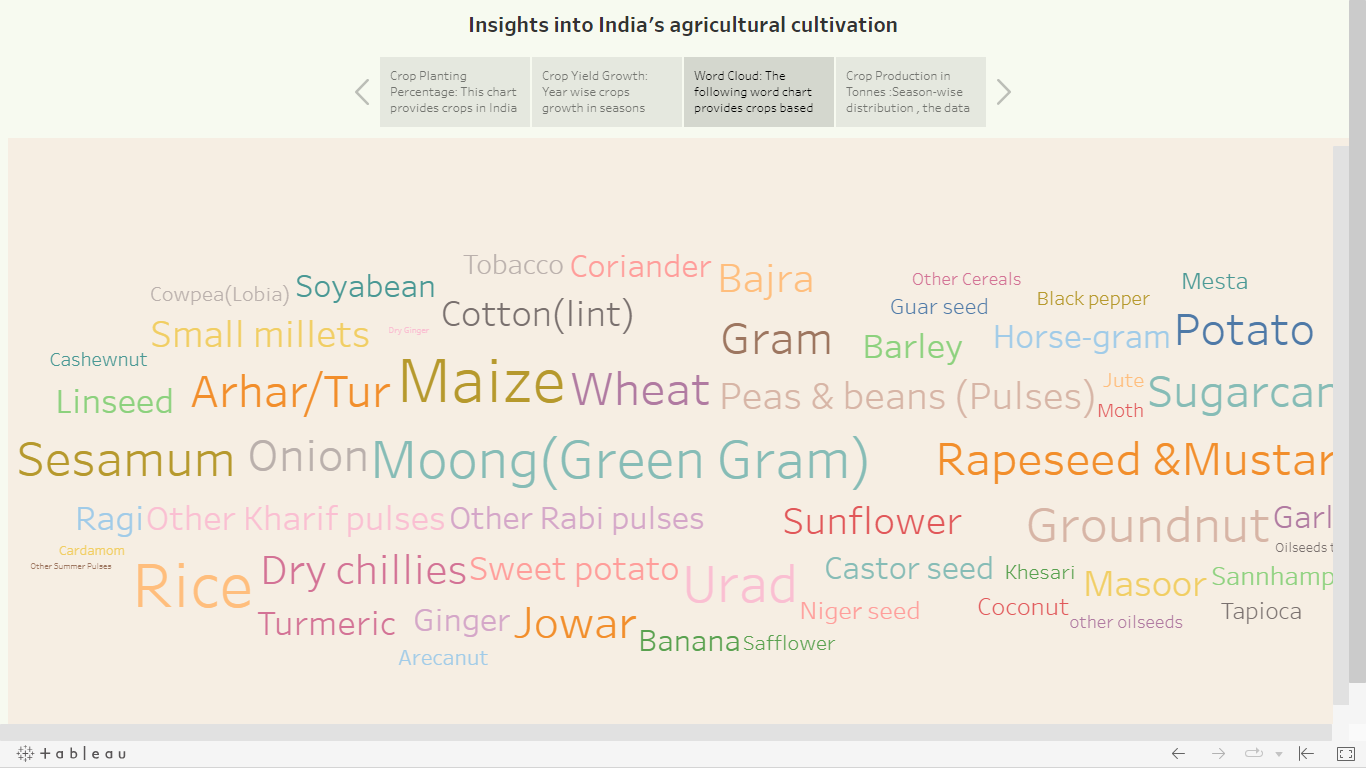 Insights into India's agricultural cultivation
Crop Planting
Percentage: This chart
provides crops in India
Crop Yield Growth:
Year wise crops
growth in seasons
Word Cloud: The
following word chart
provides crops based
Crop Production in
Tonnes :Season-wise
distribution , the data
Tobacco
Coriander
Bajra
Other Cereals
Mesta
Cowpea(Lobia)
Soyabean
Guar seed
Black pepper
Cotton(lint)
Small millets
Dry Ginger
Gram
Barley
Horse-gram
Potato
Cashewnut
Linseed
Arhar/Tur
Maize
Wheat
Peas & beans (Pulses)
Jute
Moth
Sugarcan
Sesamum
Onion
Moong(Green Gram)
Rapeseed &Mustar
Ragi
Other Kharif pulses
Other Rabi pulses
Sunflower
Groundnut
Garl
Oilseeds t
Cardamom
Other Summer Pulses
Rice
Dry chillies
Sweet potato
Urad
Castor seed
Khesari
Masoor
Sannhamp
Turmeric
Ginger
Jowar
Niger seed
Coconut
other oilseeds
Tapioca
Banana
Safflower
Arecanut
+ a b | e a u